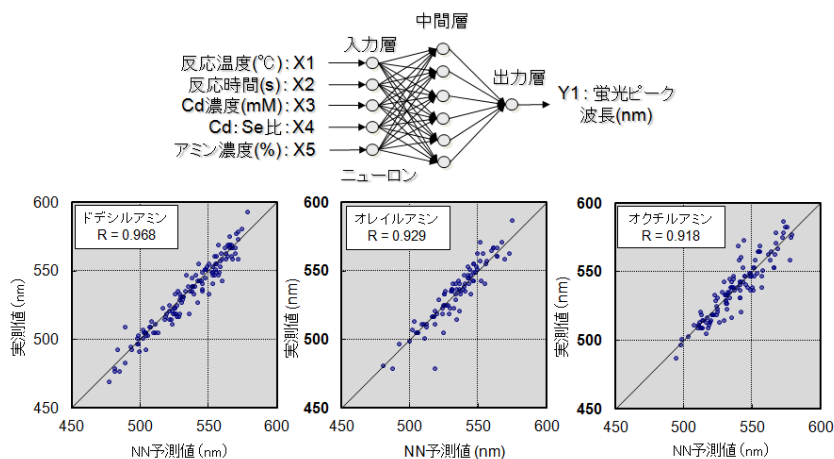 中間層
入力層
出力層
反応温度(℃): X1
反応時間(s): X2
Cd濃度(mM): X3
Cd: Se比: X4
アミン濃度(%): X5
Y1: 蛍光ピーク
波長(nm)
ニューロン
600
550
500
450
実測値(nm)
ドデシルアミン
R = 0.968
450
500
550
600
NN予測値(nm)
600
550
500
450
実測値(nm)
オレイルアミン
R = 0.929
450
500
550
600
NN予測値(nm)
600
550
500
450
実測値(nm)
オクチルアミン
R = 0.918
450
500
550
600
NN予測値(nm)